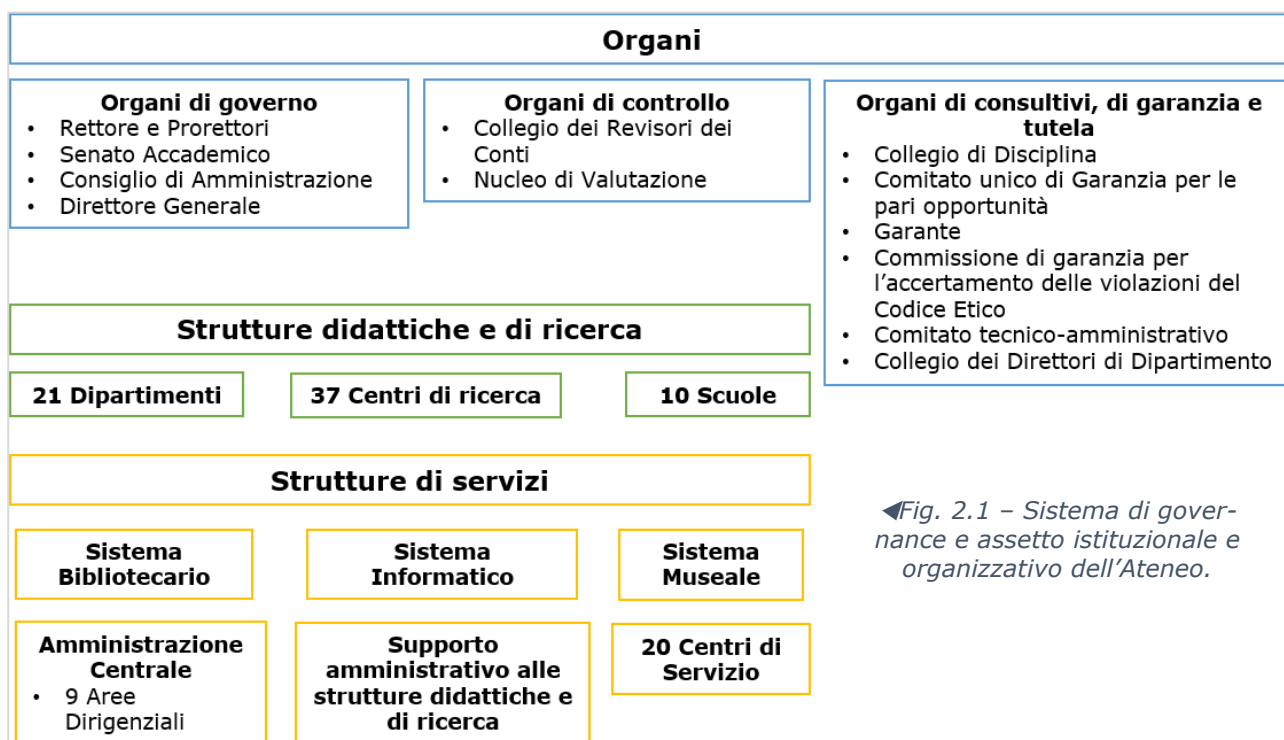 Organi
Organi di governo
• Rettore e Prorettori
• Senato Accademico
• Consiglio di Amministrazione
• Direttore Generale
Organi di controllo
• Collegio dei Revisori dei
Conti
• Nucleo di Valutazione
Organi di consultivi, di garanzia e
tutela
• Collegio di Disciplina
• Comitato unico di Garanzia per le
pari opportunità
• Garante
• Commissione di garanzia per
l’accertamento delle violazioni del
Codice Etico
• Comitato tecnico-amministrativo
• Collegio dei Direttori di Dipartimento
Strutture didattiche e di ricerca
21 Dipartimenti
37 Centri di ricerca
10 Scuole
Strutture di servizi
Sistema
Bibliotecario
Sistema
Informatico
Sistema
Museale
Amministrazione
Centrale
• 9 Aree
Dirigenziali
Supporto
amministrativo alle
strutture didattiche e
di ricerca
20 Centri di
Servizio
◀Fig. 2.1 – Sistema di gover-
nance e assetto istituzionale e
organizzativo dell’Ateneo.